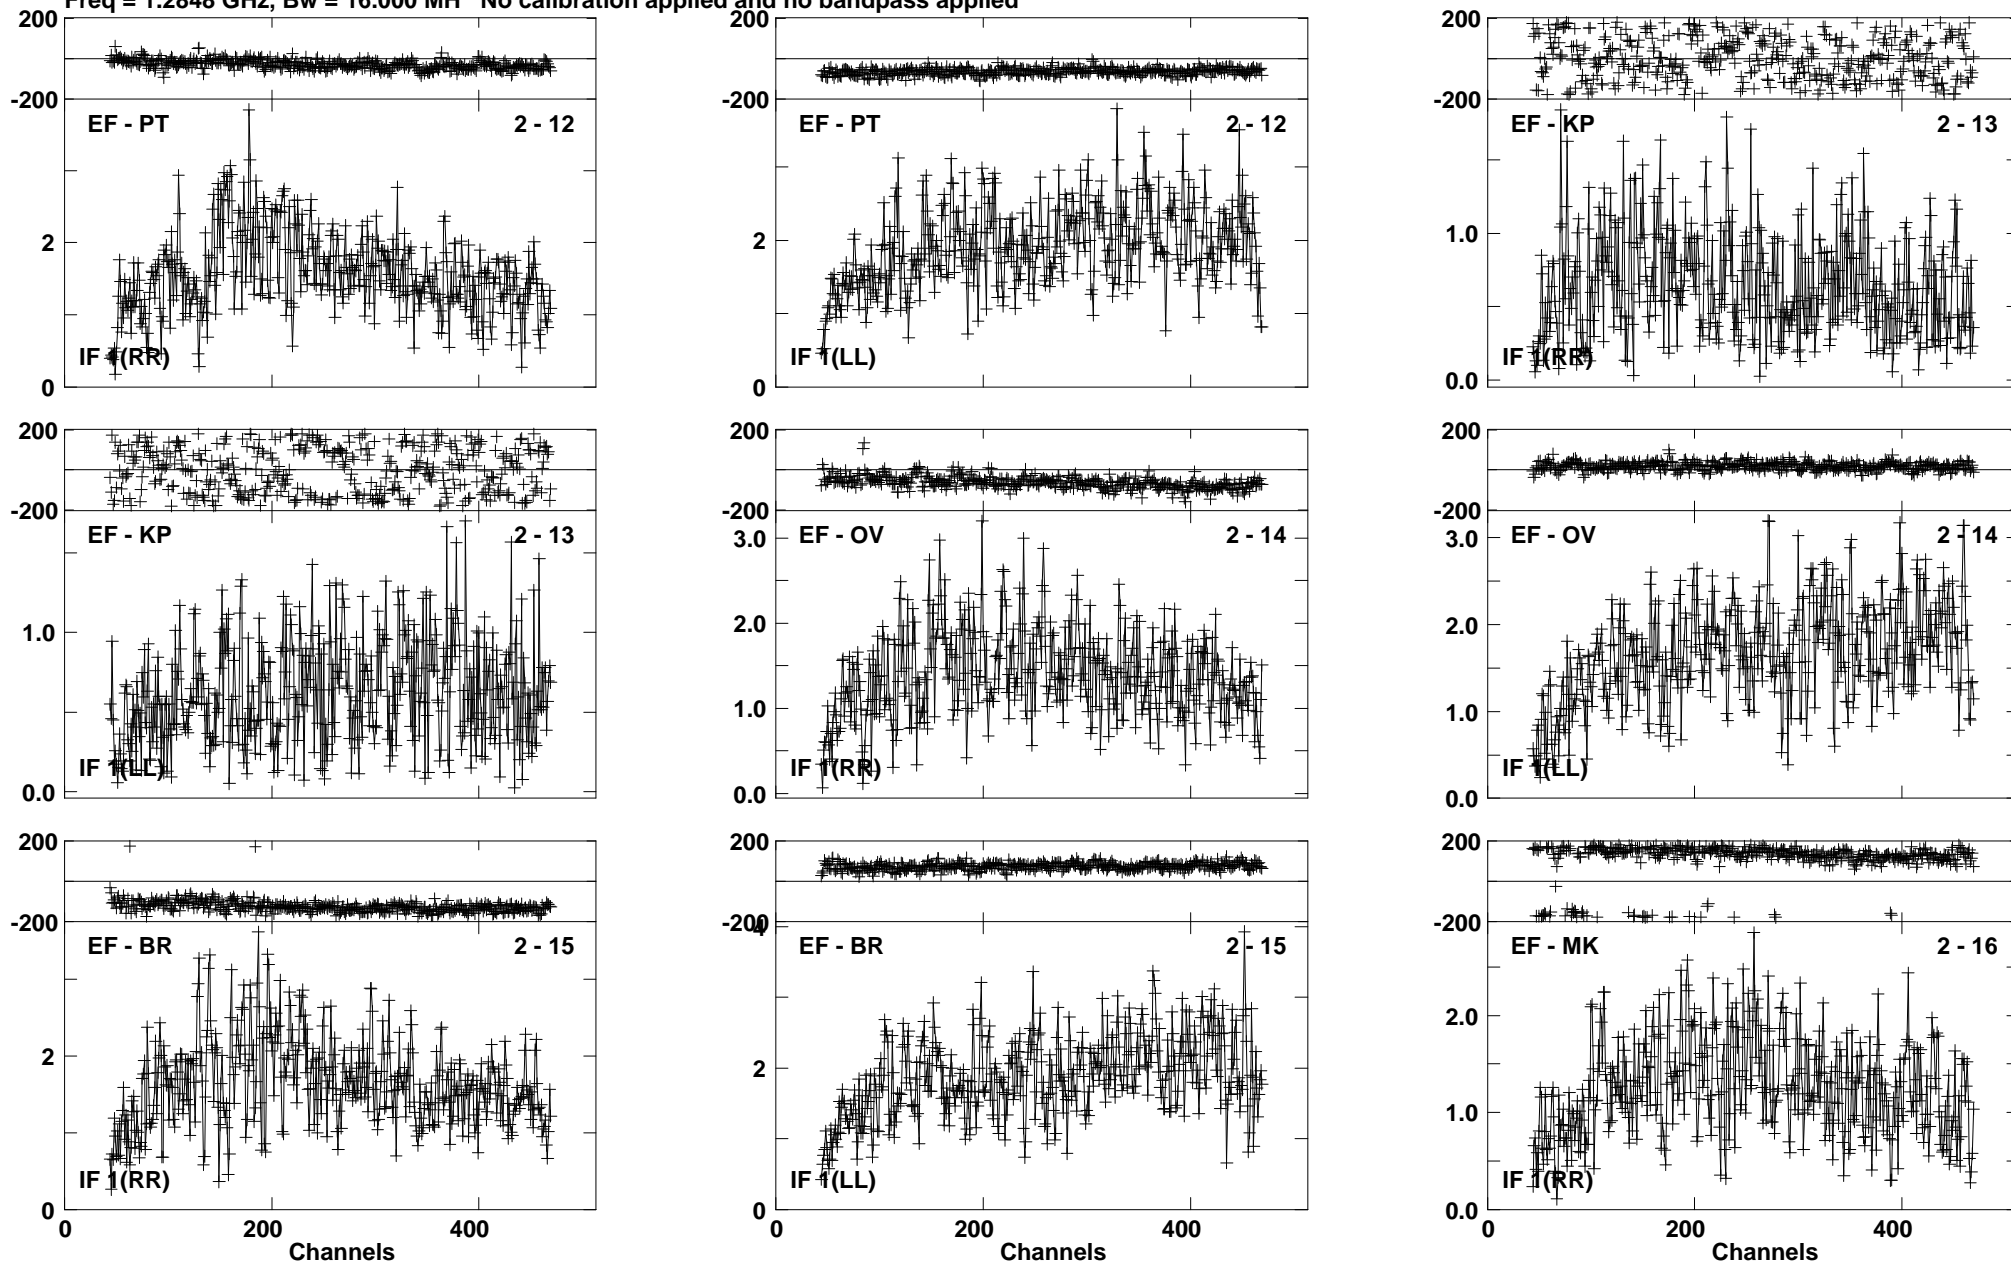 Freq = 1.2848 GHz, Bw = 16.000 MH No calibration applied and no bandpass applied
200
-200
EF - PT 2 - 12
2
0
IF 1(RR)
200
-200
EF - PT 2 - 12
2
0
IF 1(LL)
200
-200
EF - KP 2 - 13
1.0
0.0
IF 1(RR)
200
-200
EF - KP 2 - 13
1.0
0.0
IF 1(LL)
200
-200
EF - OV 2 - 14
3.0
2.0
1.0
0.0
IF 1(RR)
200
-200
EF - OV 2 - 14
3.0
2.0
1.0
0.0
IF 1(LL)
200
-200
EF - BR 2 - 15
2
0
IF 1(RR)
0 200 400
Channels
200
-200
4
EF - BR 2 - 15
2
0
IF 1(LL)
200 400
200
-200
EF - MK 2 - 16
2.0
1.0
0.0
IF 1(RR)
0 200 400
Channels